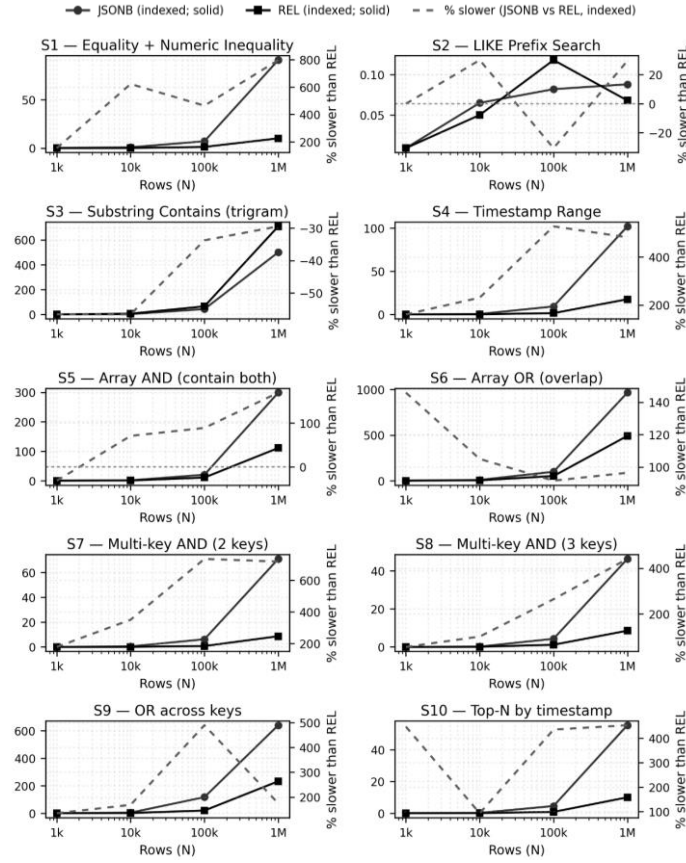 JSONB (indexed; solid) REL (indexed; solid) % slower (JSONB vs REL, indexed)
S1 — Equality + Numeric Inequality
50
0
800
600
400
200
% slower than REL
1k 10k 100k 1M
Rows (N)
S2 — LIKE Prefix Search
0.10
0.05
20
0
−20
% slower than REL
1k 10k 100k 1M
Rows (N)
S3 — Substring Contains (trigram)
600
400
200
0
−30
−40
−50
% slower than REL
1k 10k 100k 1M
Rows (N)
S4 — Timestamp Range
100
50
0
400
200
% slower than REL
1k 10k 100k 1M
Rows (N)
S5 — Array AND (contain both)
300
200
100
0
100
0
% slower than REL
1k 10k 100k 1M
Rows (N)
S6 — Array OR (overlap)
1000
500
0
140
120
100
% slower than REL
1k 10k 100k 1M
Rows (N)
S7 — Multi-key AND (2 keys)
60
40
20
0
600
400
200
% slower than REL
1k 10k 100k 1M
Rows (N)
S8 — Multi-key AND (3 keys)
40
20
0
400
200
% slower than REL
1k 10k 100k 1M
Rows (N)
S9 — OR across keys
600
400
200
0
500
400
300
200
% slower than REL
1k 10k 100k 1M
Rows (N)
S10 — Top-N by timestamp
40
20
0
400
300
200
100
% slower than REL
1k 10k 100k 1M
Rows (N)